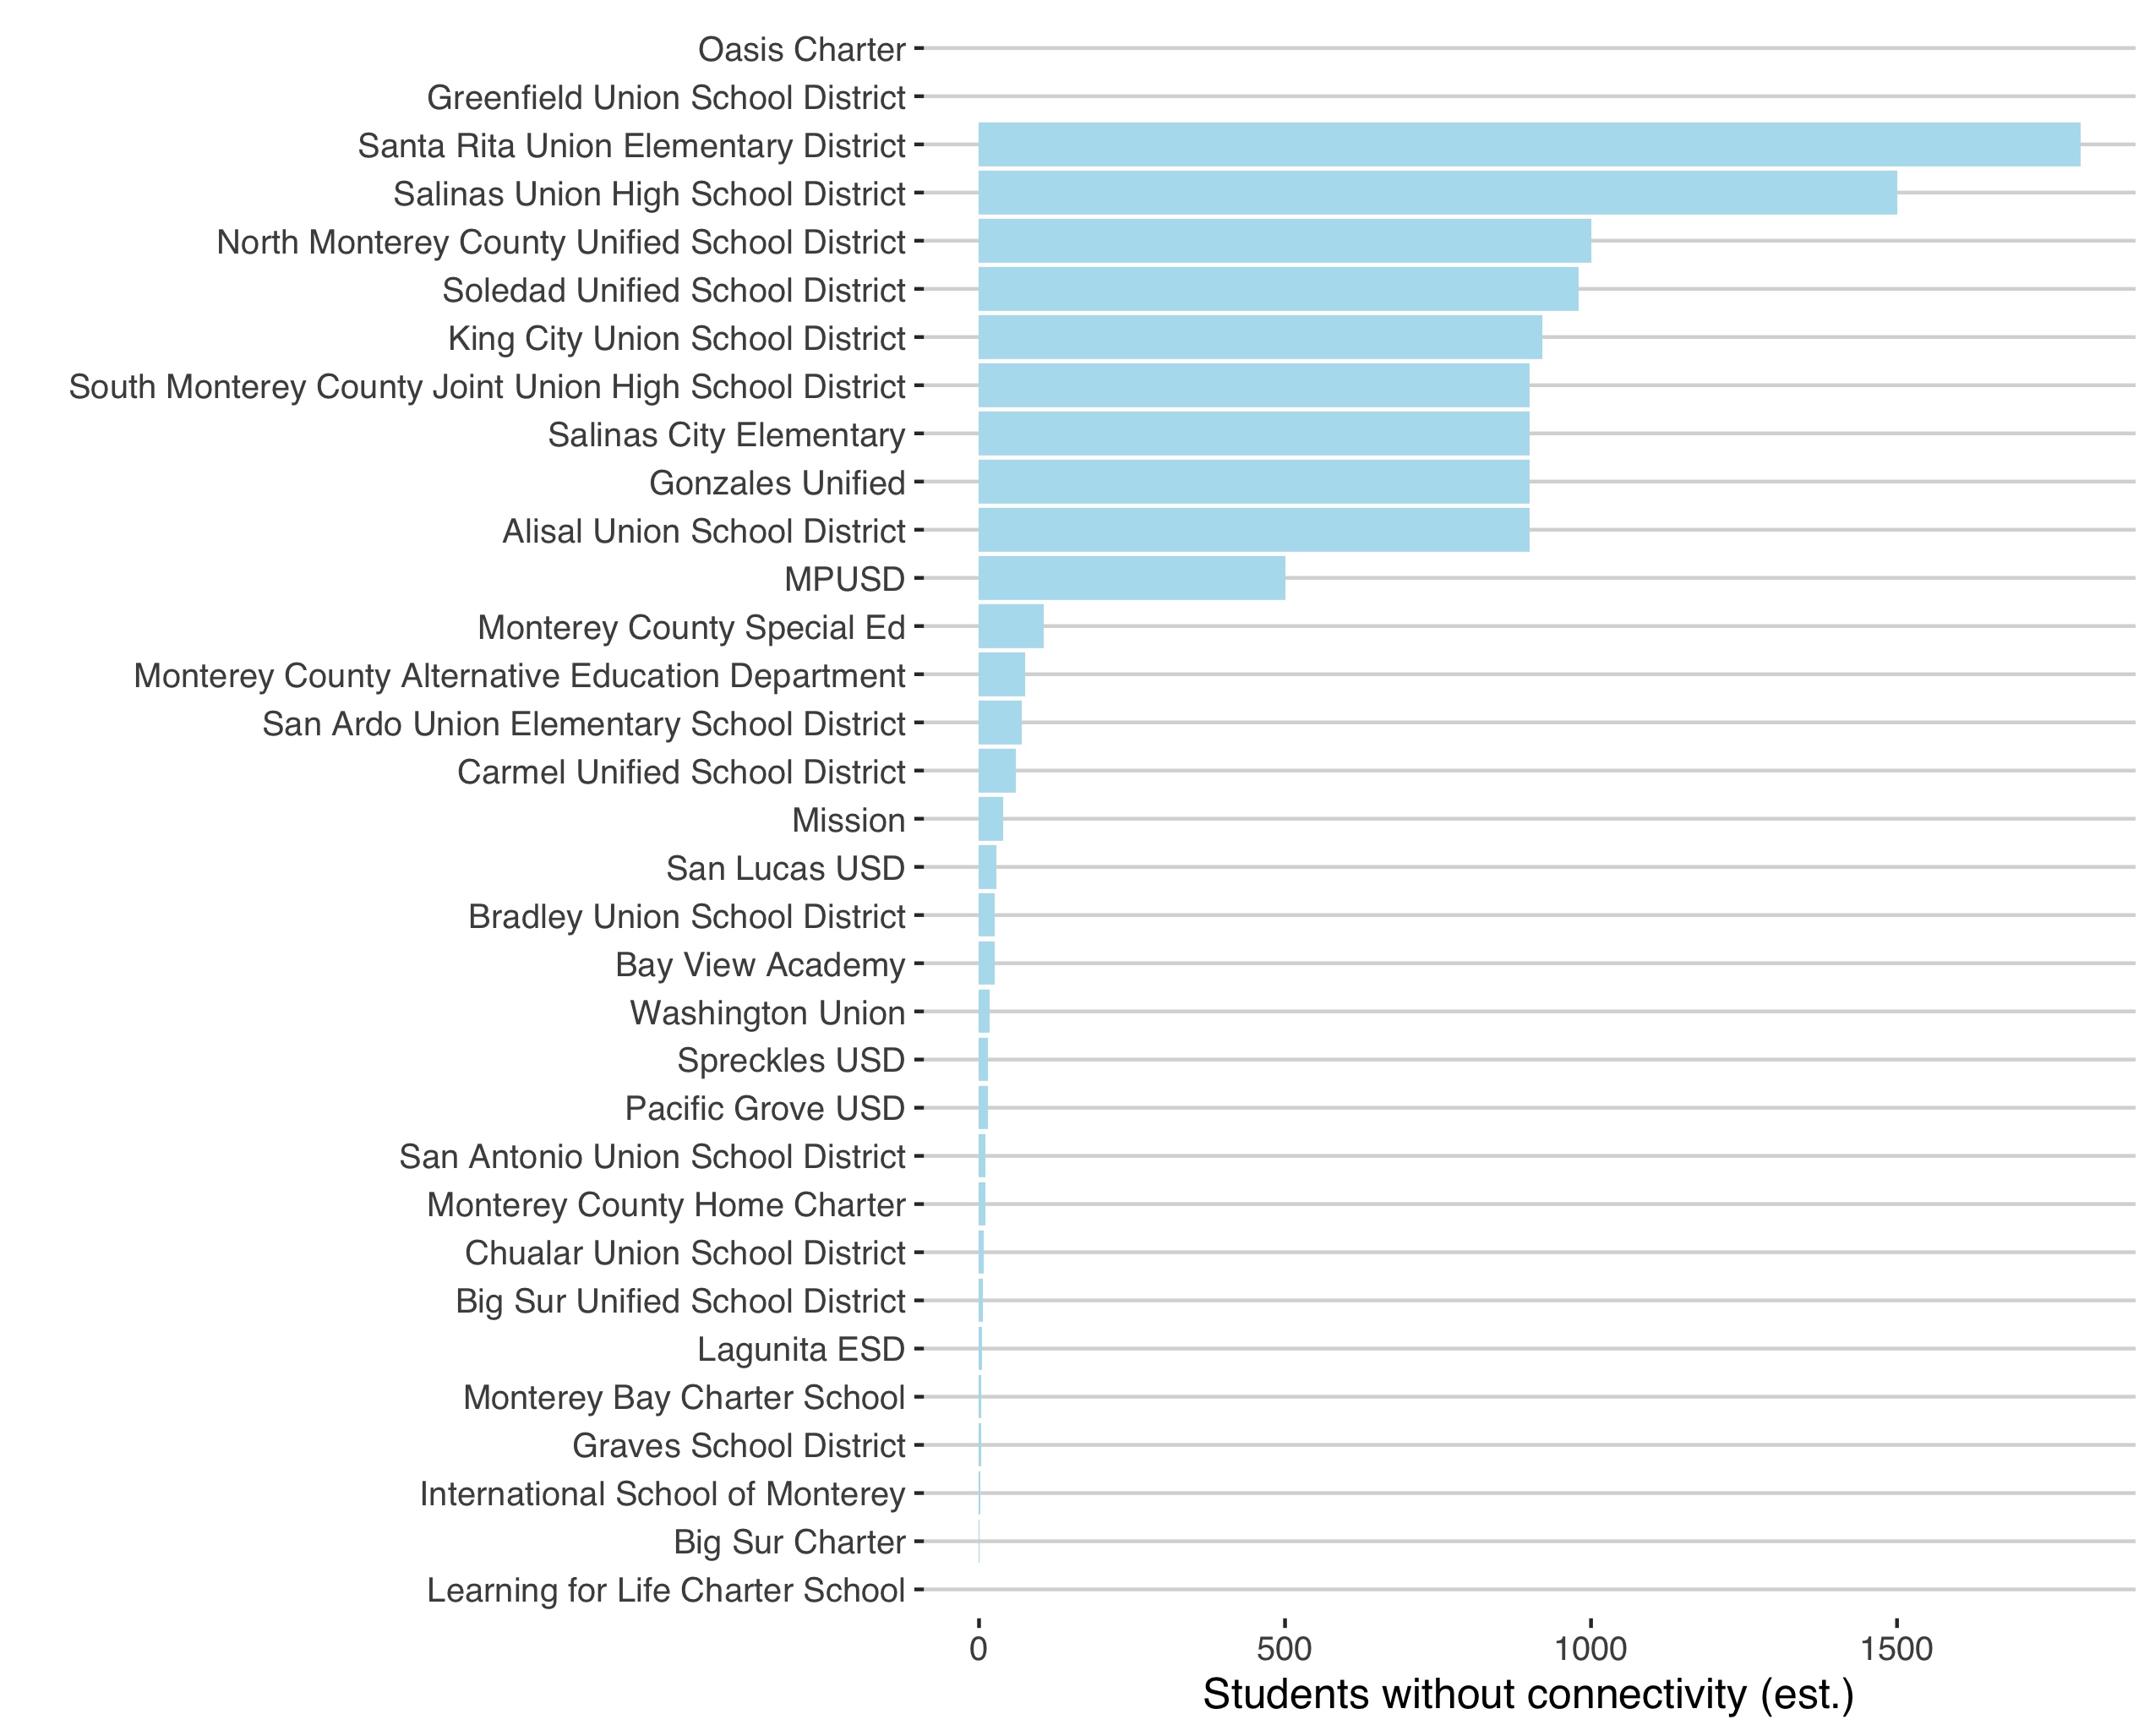 Oasis Charter
Greenfield Union School District
Santa Rita Union Elementary District
Salinas Union High School District
North Monterey County Unified School District
Soledad Unified School District
King City Union School District
South Monterey County Joint Union High School District
Salinas City Elementary
Gonzales Unified
Alisal Union School District
MPUSD
Monterey County Special Ed
Monterey County Alternative Education Department
San Ardo Union Elementary School District
Carmel Unified School District
Mission
San Lucas USD
Bradley Union School District
Bay View Academy
Washington Union
Spreckles USD
Pacific Grove USD
San Antonio Union School District
Monterey County Home Charter
Chualar Union School District
Big Sur Unified School District
Lagunita ESD
Monterey Bay Charter School
Graves School District
International School of Monterey
Big Sur Charter
Learning for Life Charter School
0 500 1000 1500
Students without connectivity (est.)